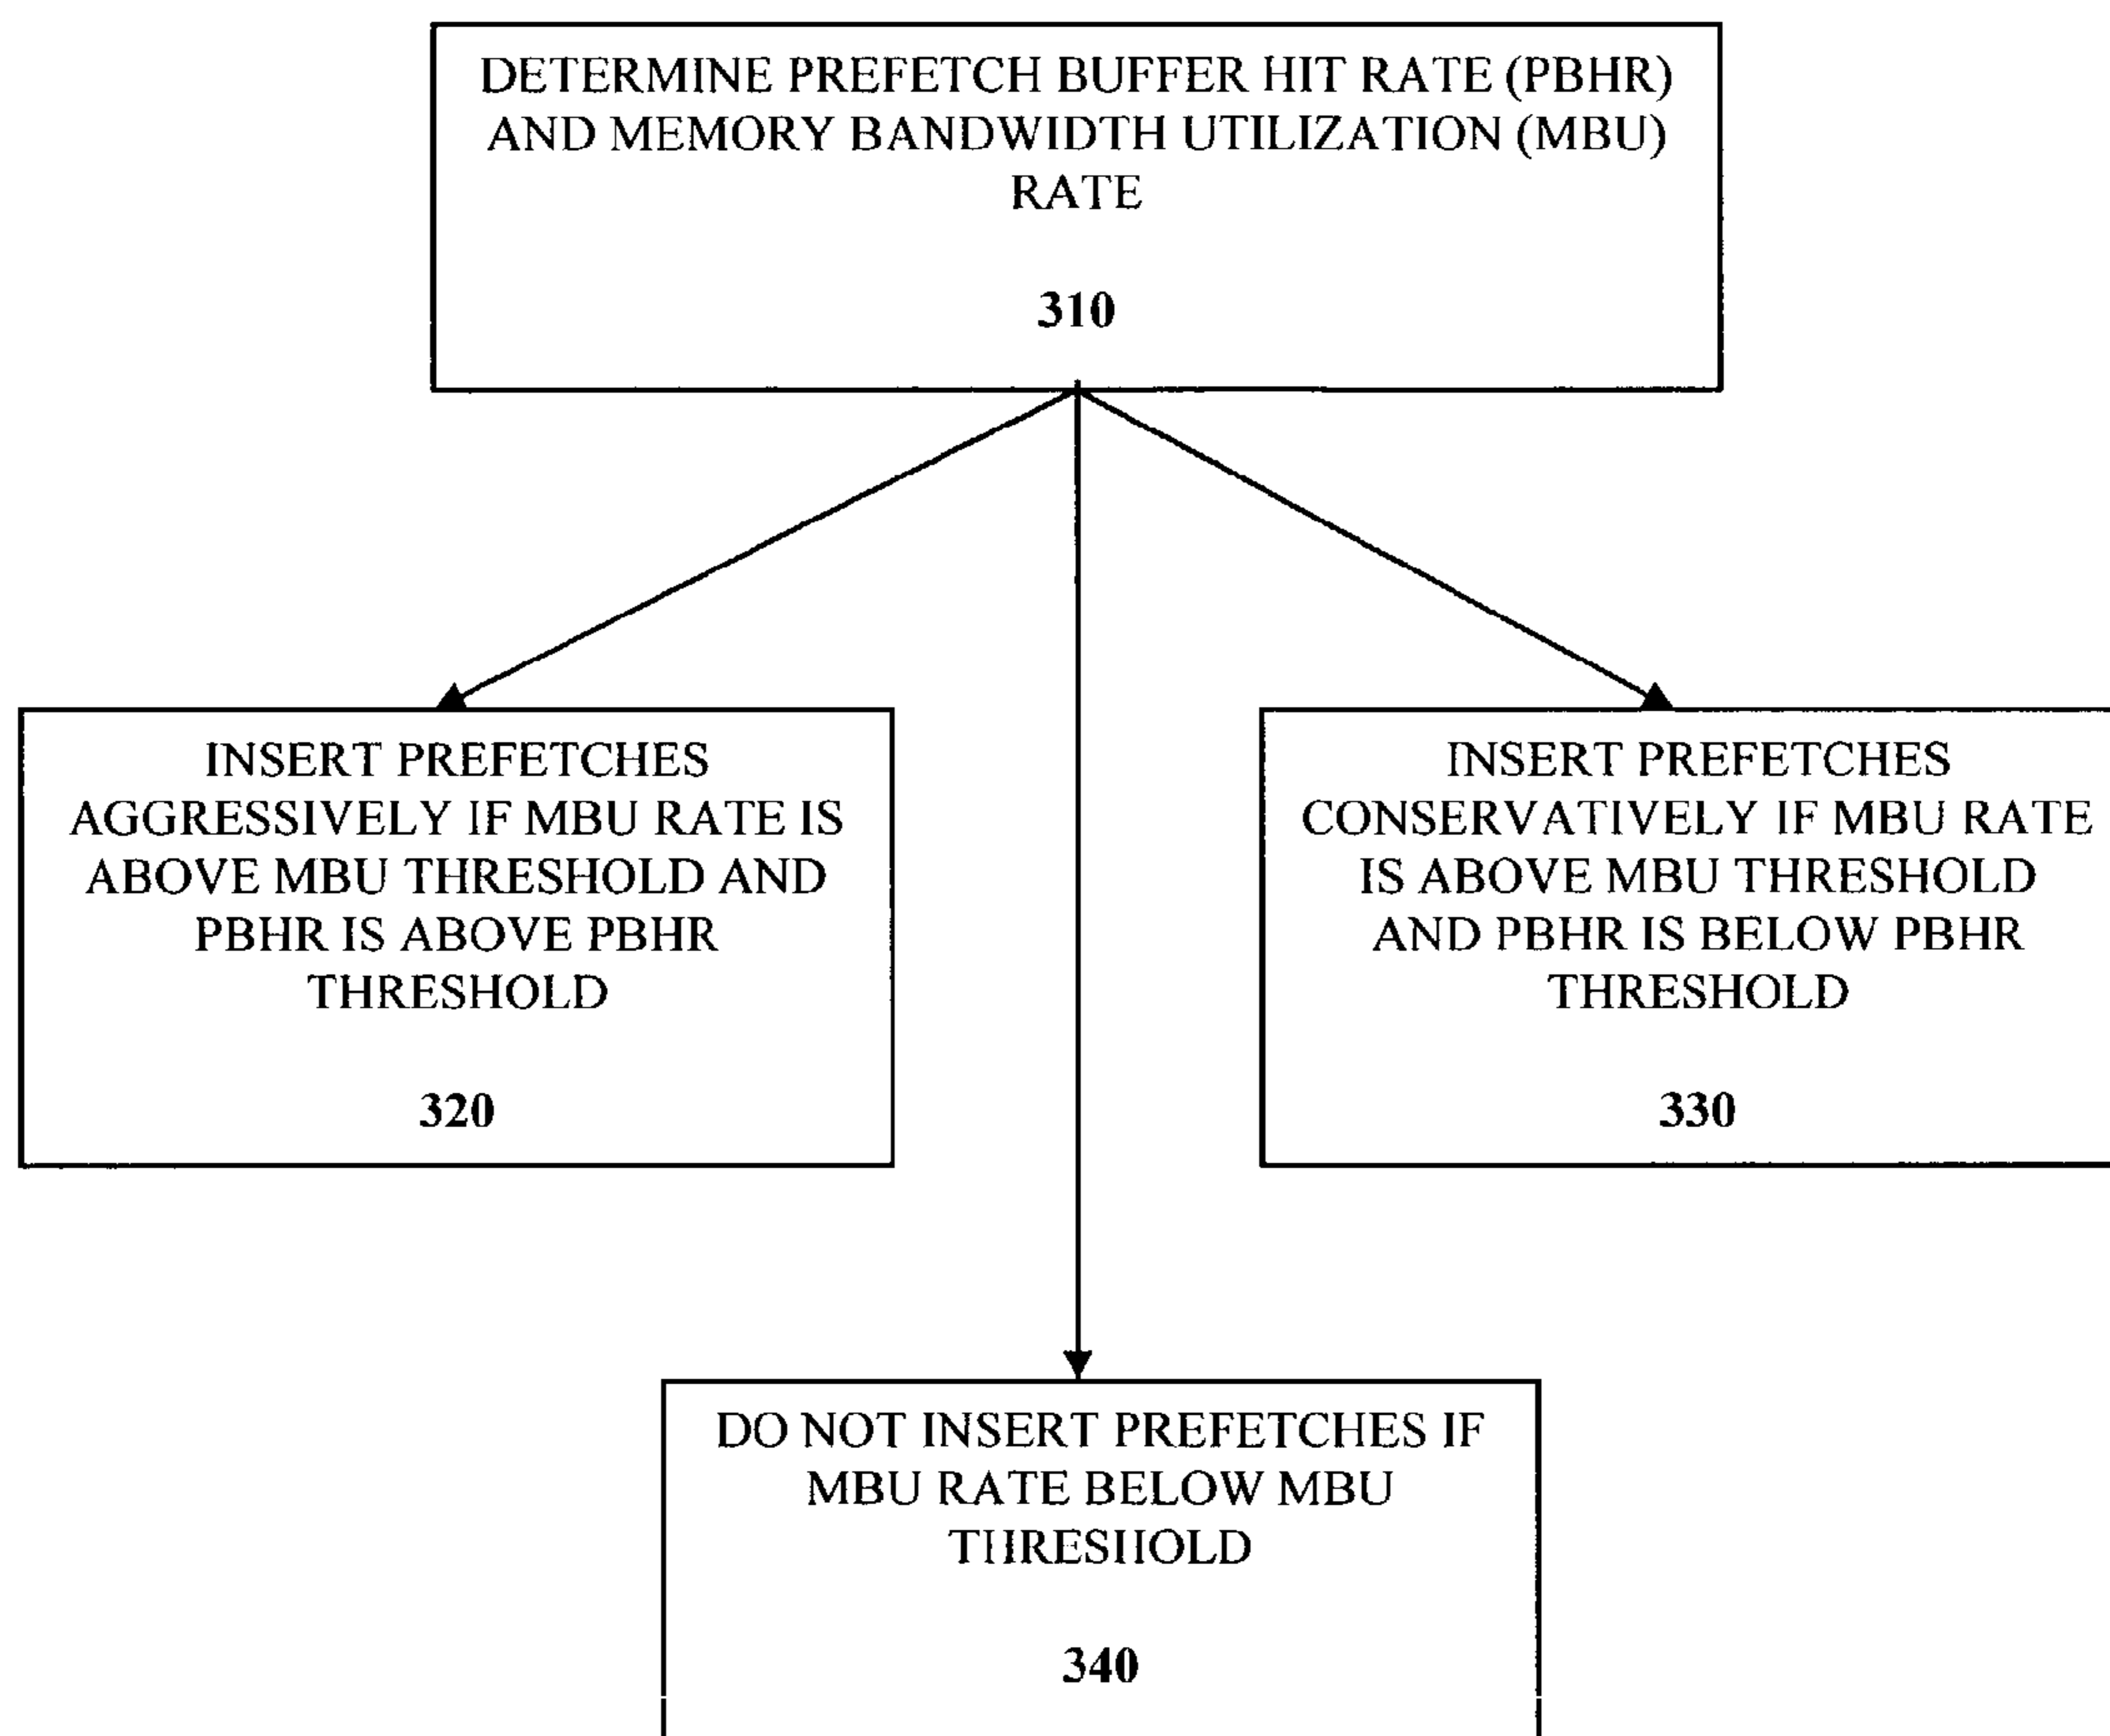 DETERMINE PREFETCH BUFFER HIT RATE (PBHR)
AND MEMORY BANDWIDTH UTILIZATION (MBU)
RATE
310
INSERT PREFETCHES
AGGRESSIVELY IF MBU RATE IS
ABOVE MBU THRESHOLD AND
PBHR IS ABOVE PBHR
THRESHOLD
320
INSERT PREFETCHES
CONSERVATIVELY IF MBU RATE
IS ABOVE MBU THRESHOLD
AND PBHR IS BELOW PBHR
THRESHOLD
330
DO NOT INSERT PREFETCHES IF
MBU RATE BELOW MBU
THRESHOLD
340